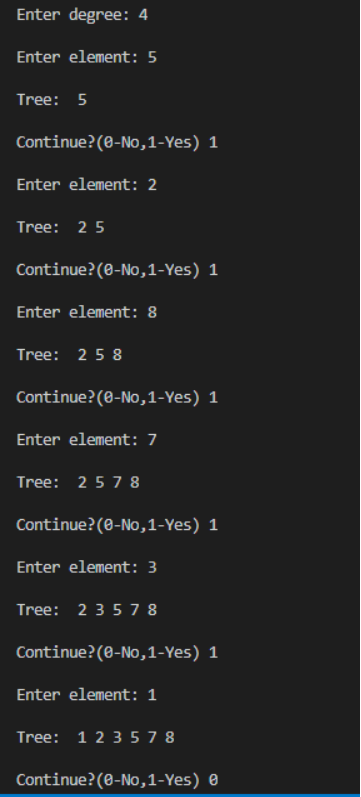 Enter degree: 4
Enter element: 5
Tree:  5
Continue?(0-No,1-Yes) 1
Enter element: 2
Tree:  2 5
Continue?(0-No,1-Yes) 1
Enter element: 8
Tree:  2 5 8
Continue?(0-No,1-Yes) 1
Enter element: 7
Tree:  2 5 7 8
Continue?(0-No,1-Yes) 1
Enter element: 3
Tree:  2 3 5 7 8
Continue?(0-No,1-Yes) 1
Enter element: 1
Tree:  1 2 3 5 7 8
Continue?(0-No,1-Yes) 0